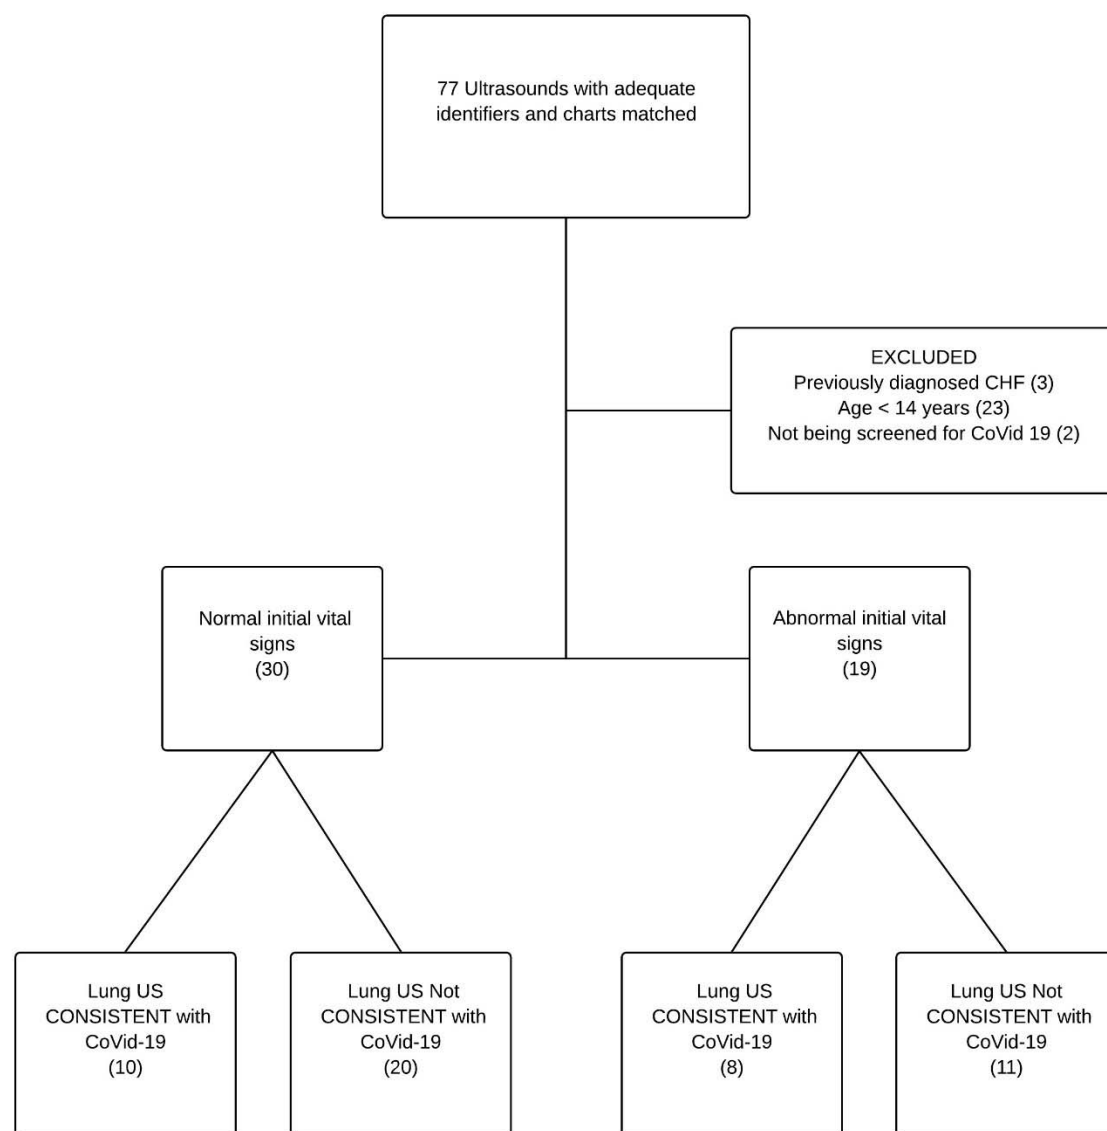 77 Ultrasounds with adequate
identifiers and charts matched
EXCLUDED
Previously diagnosed CHF (3)
Age < 14 years (23)
Not being screened for CoVid 19 (2)
Normal initial vital
signs
(30)
Abnormal initial vital
signs
(19)
Lung US
CONSISTENT with
CoVid-19
(10)
Lung US Not
CONSISTENT with
CoVid-19
(20)
Lung US
CONSISTENT with
CoVid-19
(8)
Lung US Not
CONSISTENT with
CoVid-19
(11)